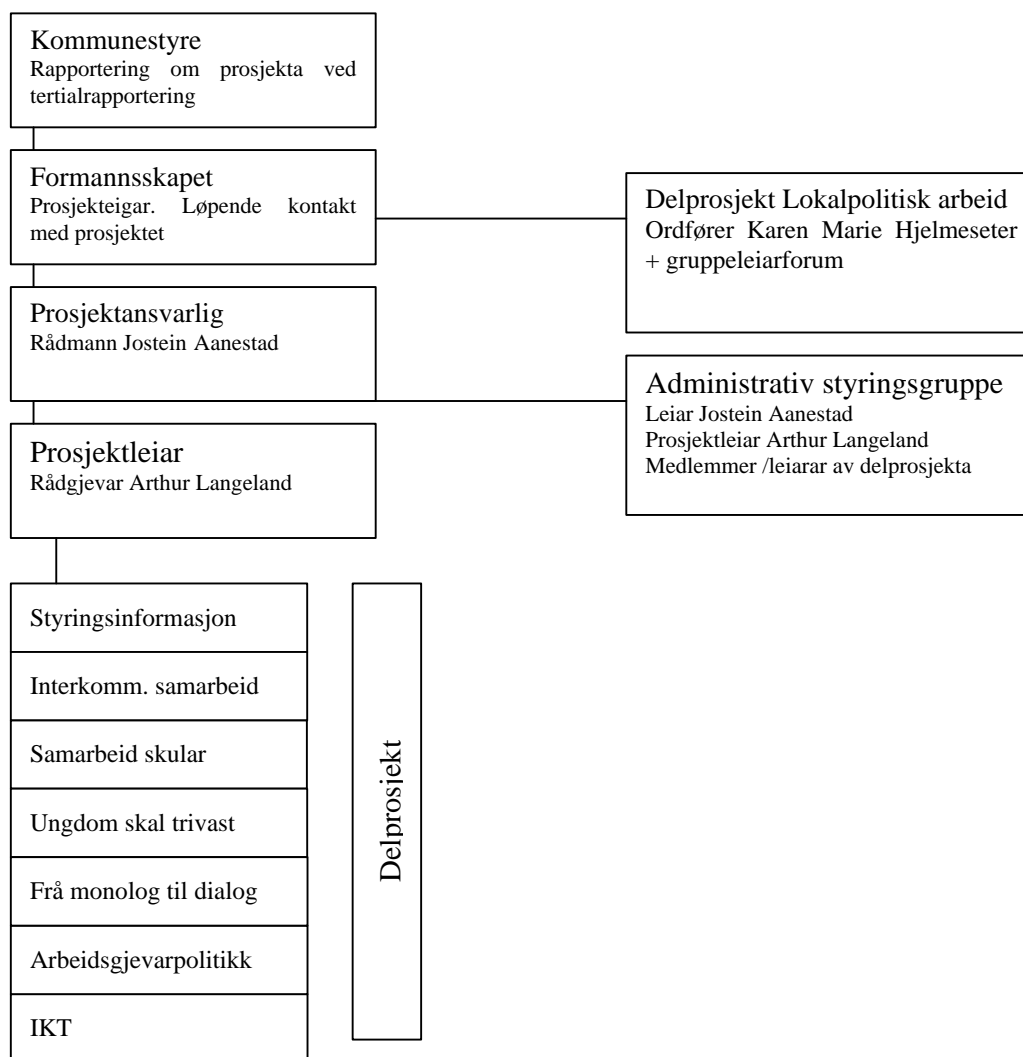 Kommunestyre
Rapportering om prosjekta ved
tertialrapportering
Formannsskapet
Prosjekteigar. Løpende kontakt
med prosjektet
Delprosjekt Lokalpolitisk arbeid
Ordfører Karen Marie Hjelmeseter
+ gruppeleiarforum
Prosjektansvarlig
Rådmann Jostein Aanestad
Administrativ styringsgruppe
Leiar Jostein Aanestad
Prosjektleiar Arthur Langeland
Medlemmer /leiarar av delprosjekta
Prosjektleiar
Rådgjevar Arthur Langeland
Styringsinformasjon
Interkomm. samarbeid
Samarbeid skular
Ungdom skal trivast
Frå monolog til dialog
Arbeidsgjevarpolitikk
IKT
Delprosjekt